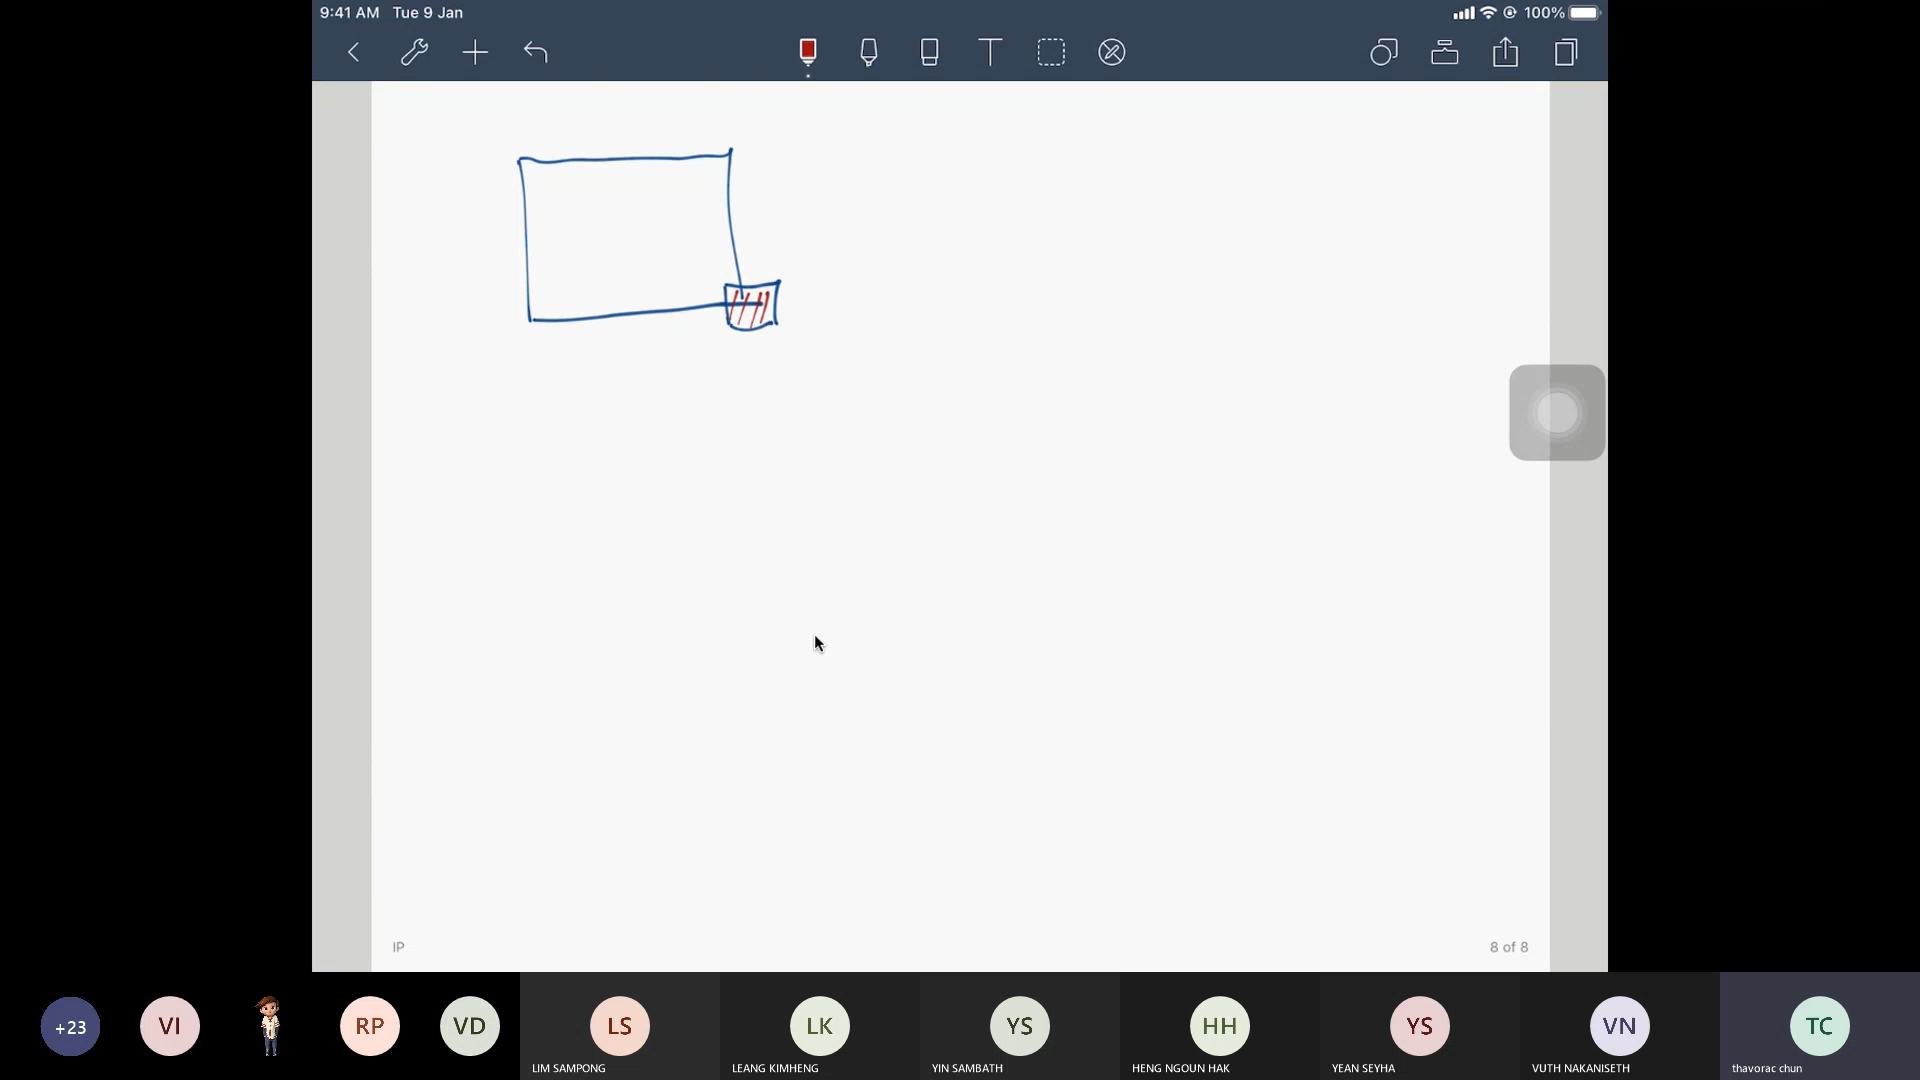 9:41 AM Tue 9 Jan
100%
IP
8 of 8
+23
VI
RP
VD
LS
LK
YS
HH
YS
VN
TC
LIM SAMPONG
LEANG KIMHENG
YIN SAMBATH
HENG NGOUN HAK
YEAN SEYHA
VUTH NAKANISETH
thavorac chun